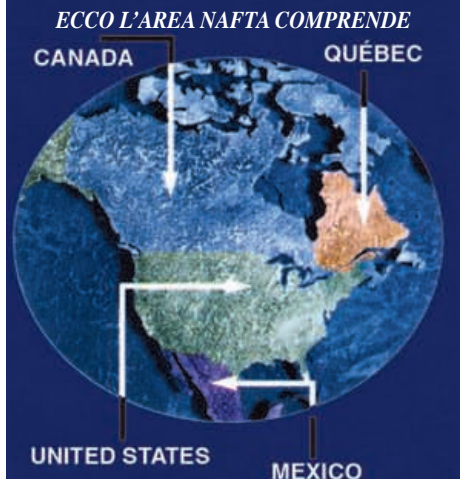 ECCO L'AREA NAFTA COMPRENDE
CANADA
QUÉBEC
UNITED STATES
MEXICO